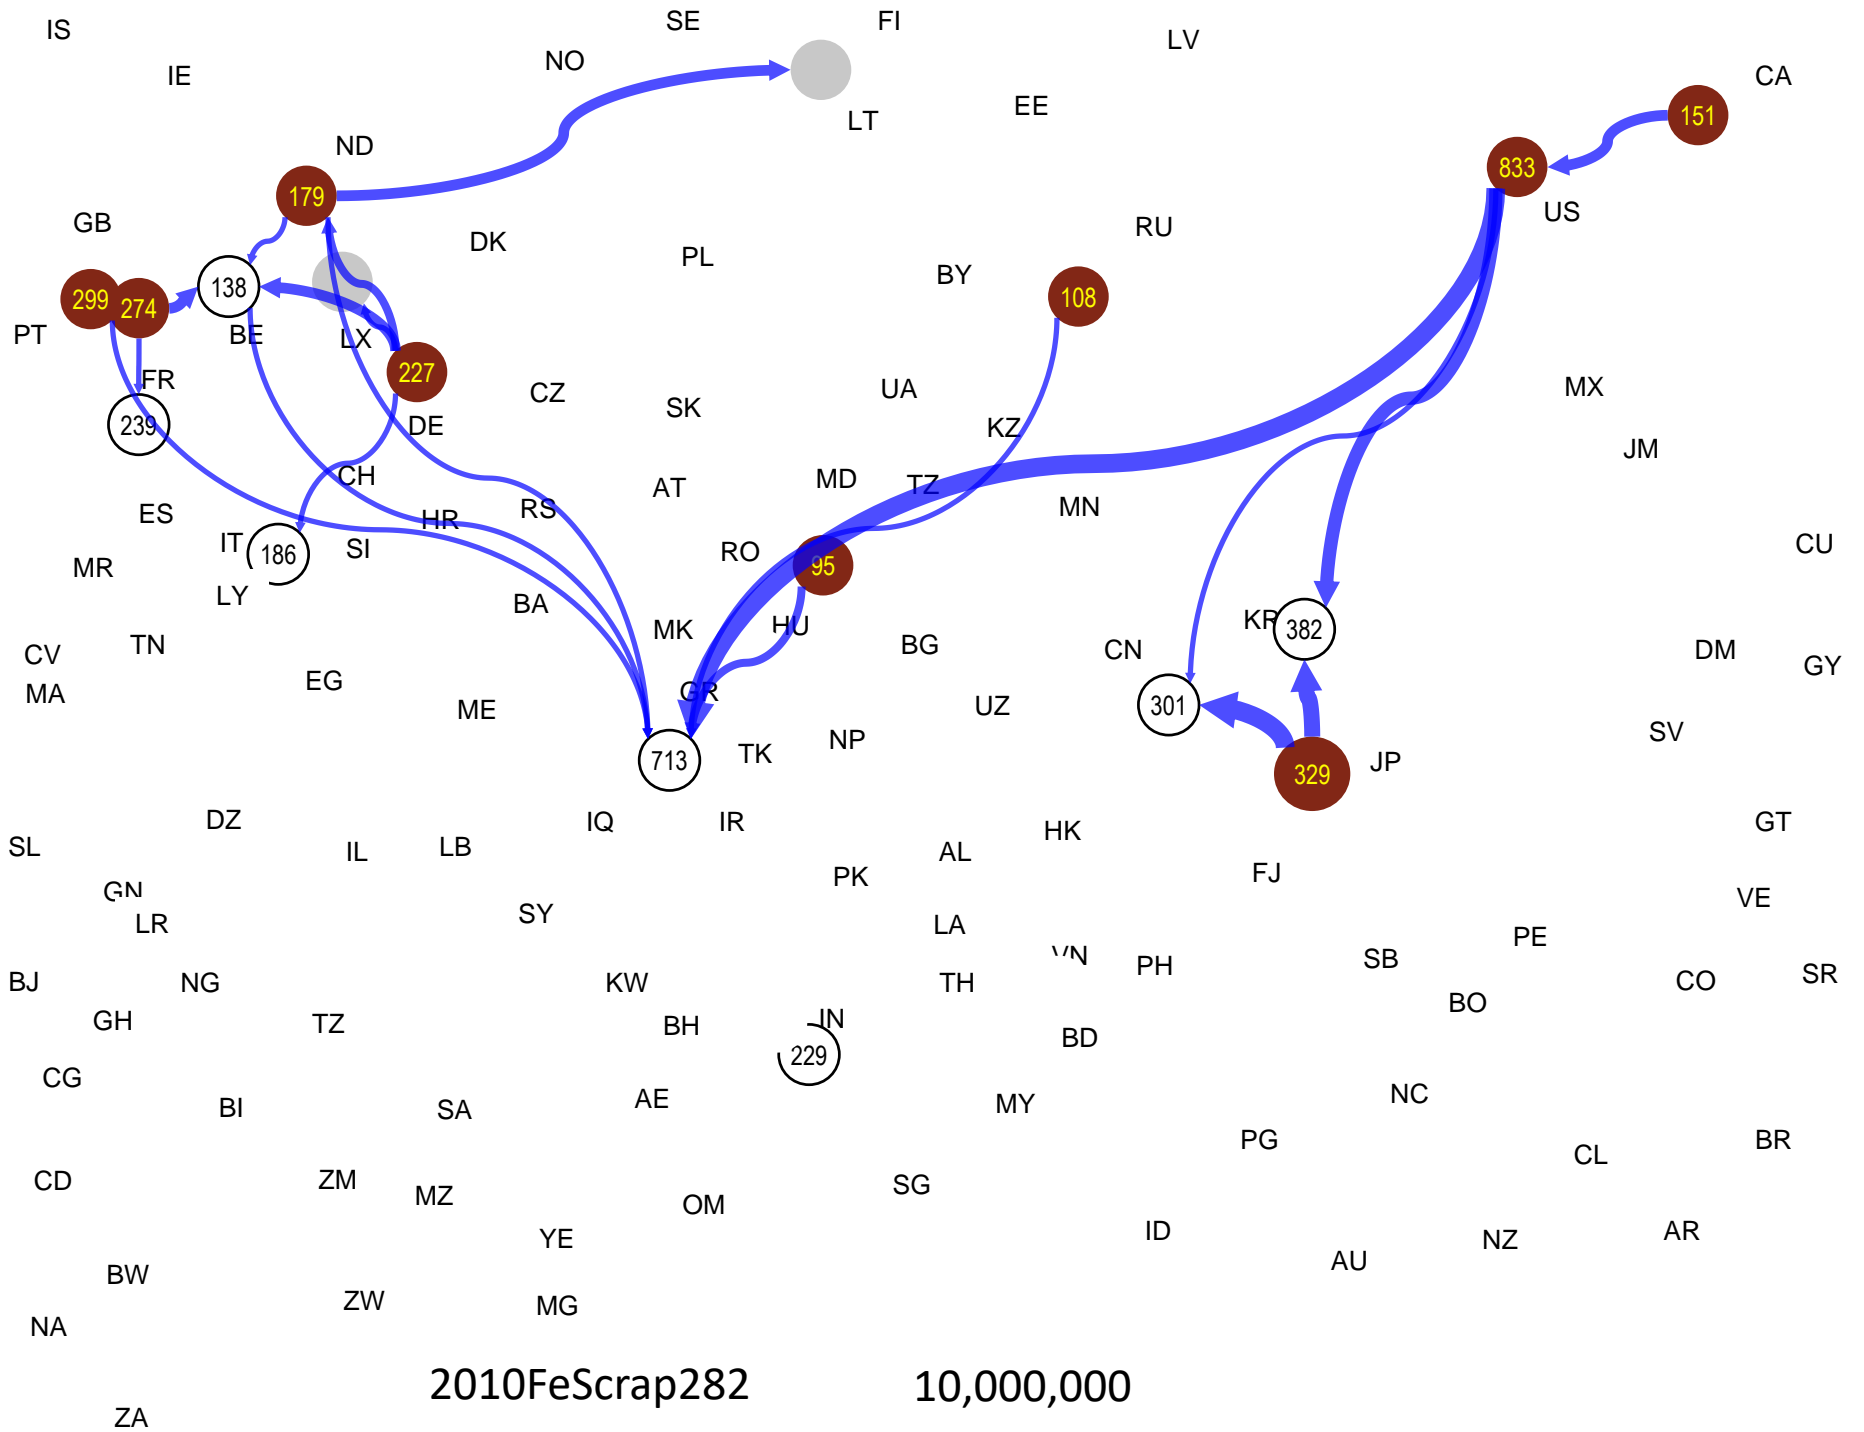 IS
SE
FI
LV
NO
IE
CA
EE
151
LT
ND
833
179
US
GB
RU
DK
PL
BY
138
299
274
108
PT
BE
LX
227
FR
CZ
UA
MX
SK
239
DE
KZ
JM
CH
MD
TZ
AT
MN
ES
RS
HR
IT
186
SI
RO
CU
MR
95
LY
BA
KR
382
MK
HU
TN
BG
CN
DM
CV
GY
MA
EG
GR
ME
UZ
301
SV
NP
TK
713
JP
329
DZ
IQ
IR
HK
GT
SL
IL
LB
AL
PK
FJ
GN
VE
LR
SY
LA
PE
VN
PH
SB
BJ
NG
KW
TH
CO
SR
BO
GH
TZ
BH
IN
BD
229
CG
NC
BI
SA
AE
MY
PG
BR
CL
CD
ZM
MZ
SG
OM
ID
AR
YE
NZ
AU
BW
ZW
MG
NA
2010FeScrap282
10,000,000
ZA